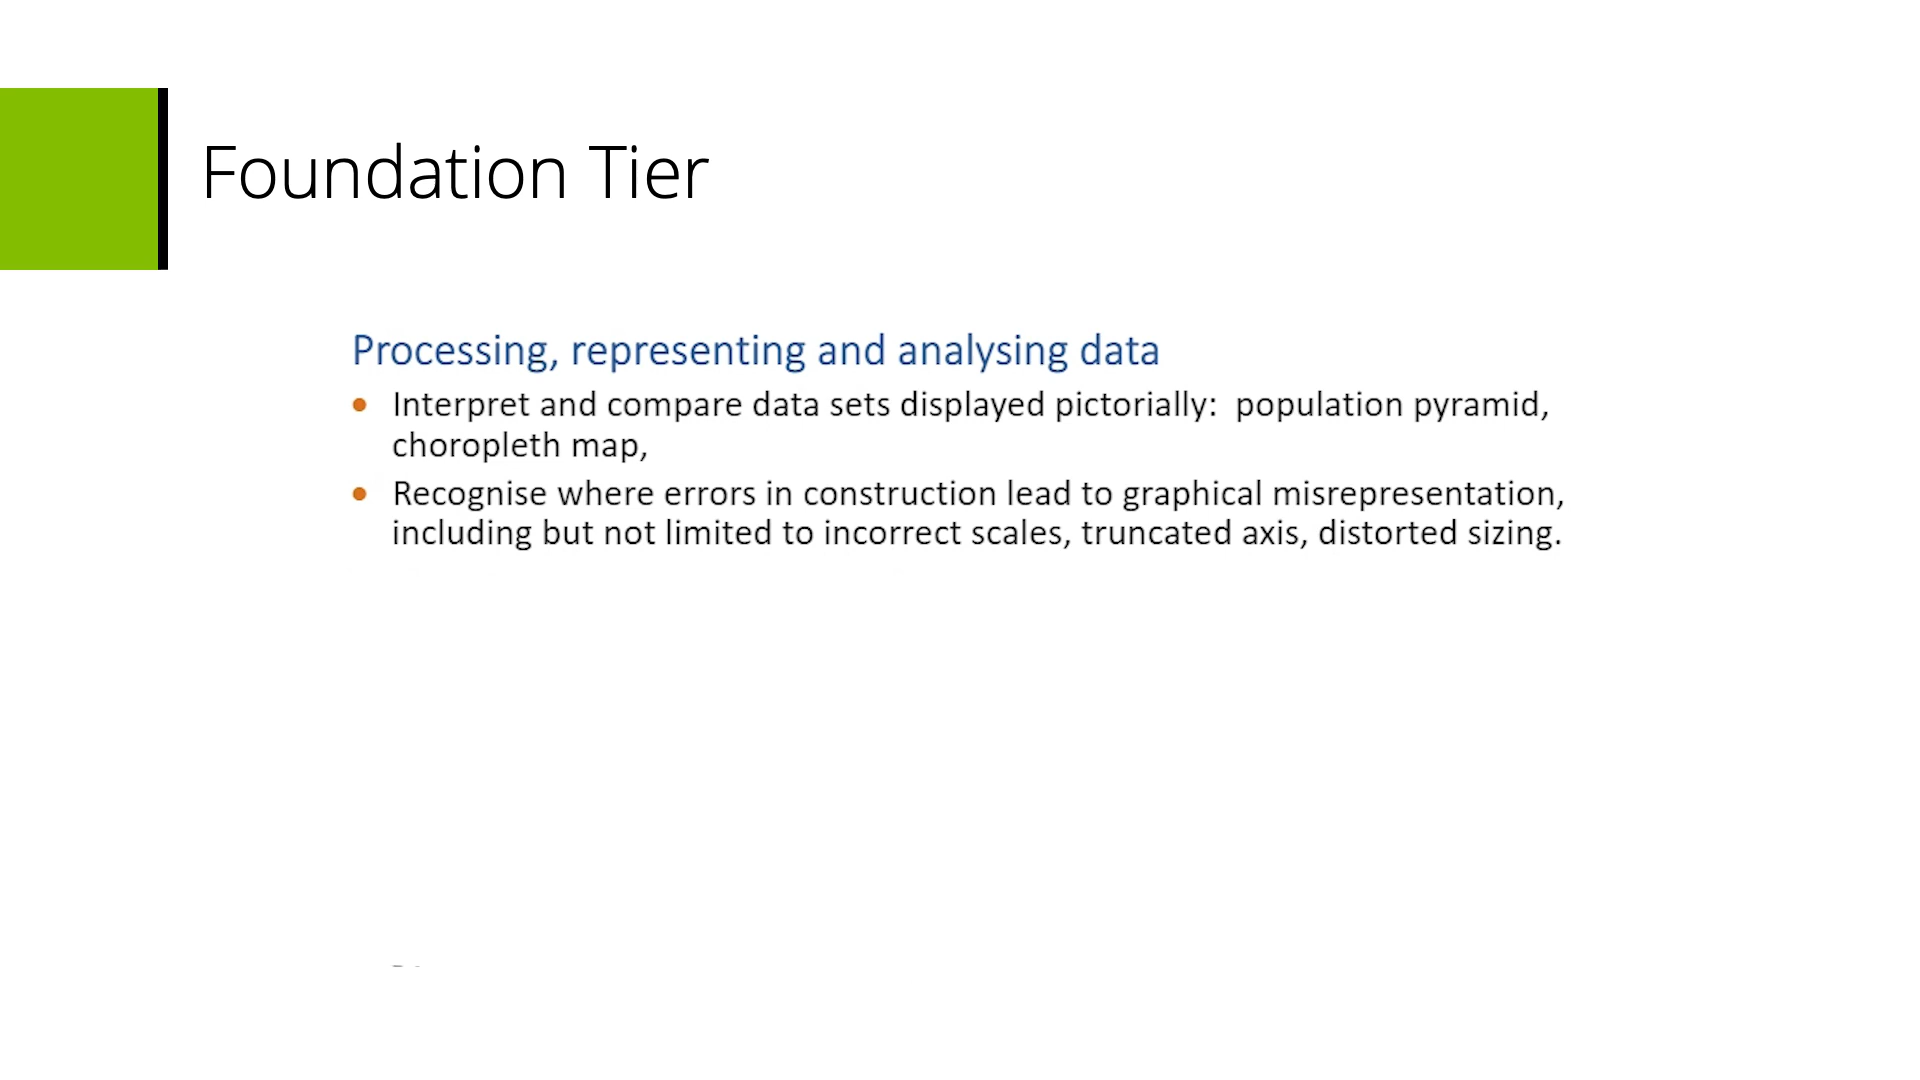 Foundation Tier
Processing, representing and analysing data
• Interpret and compare data sets displayed pictorially:  population pyramid,
choropleth map,
• Recognise where errors in construction lead to graphical misrepresentation,
including but not limited to incorrect scales, truncated axis, distorted sizing.